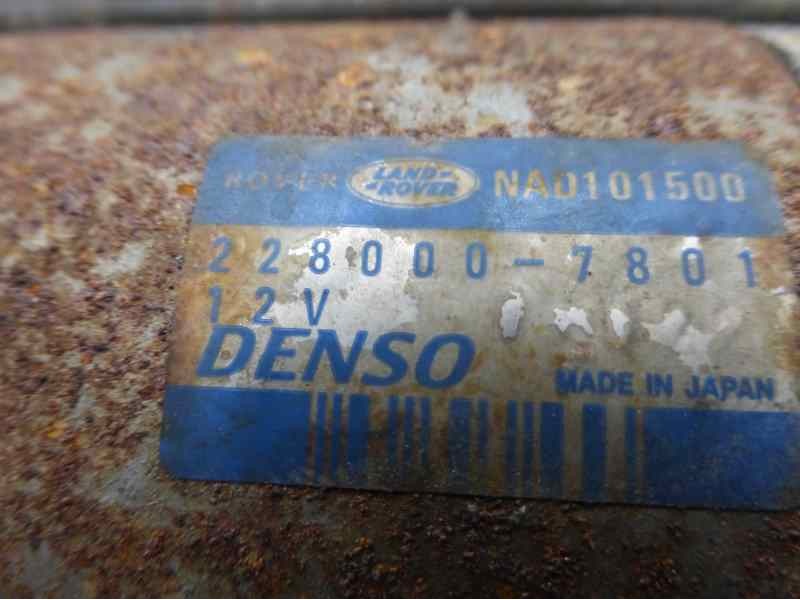 ROVER LAND ROVER NAD101500
228000-7801
12V
DENSO MADE IN JAPAN